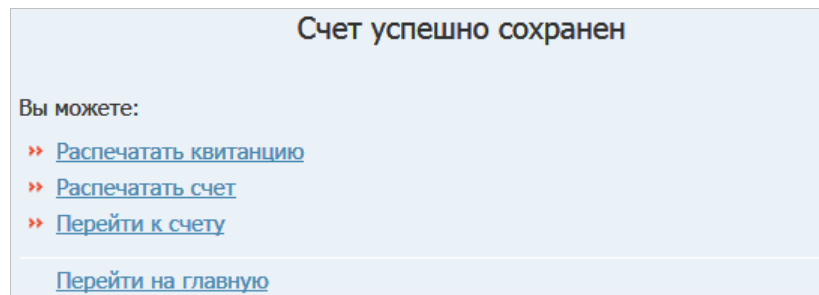 Счет успешно сохранен
Вы можете:
Распечатать квитанцию
Распечатать счет
Перейти к счету
Перейти на главную